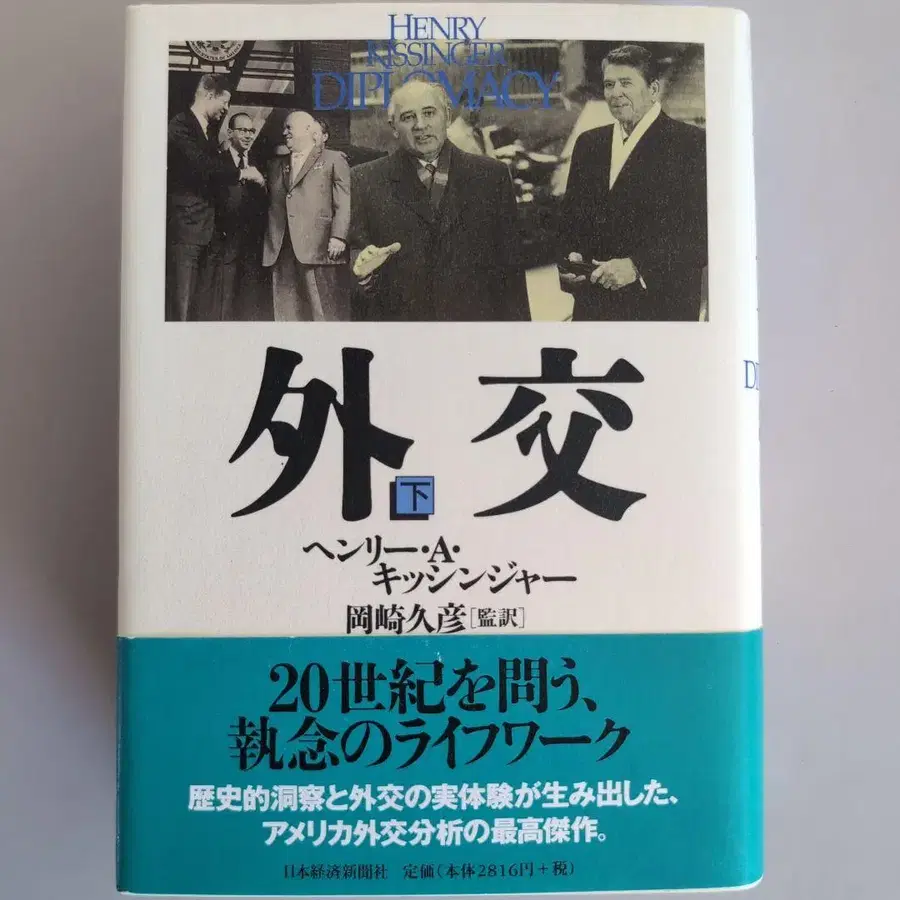 HENRY
KISSINGER
DIPLOMACY
外交
下
ヘンリー・A・
キッシンジャー
岡崎久彦[監訳]
20世紀を問う、
執念のライフワーク
歴史的洞察と外交の実体験が生み出した、
アメリカ外交分析の最高傑作。
日本経済新聞社 定価(本体2816円+税)